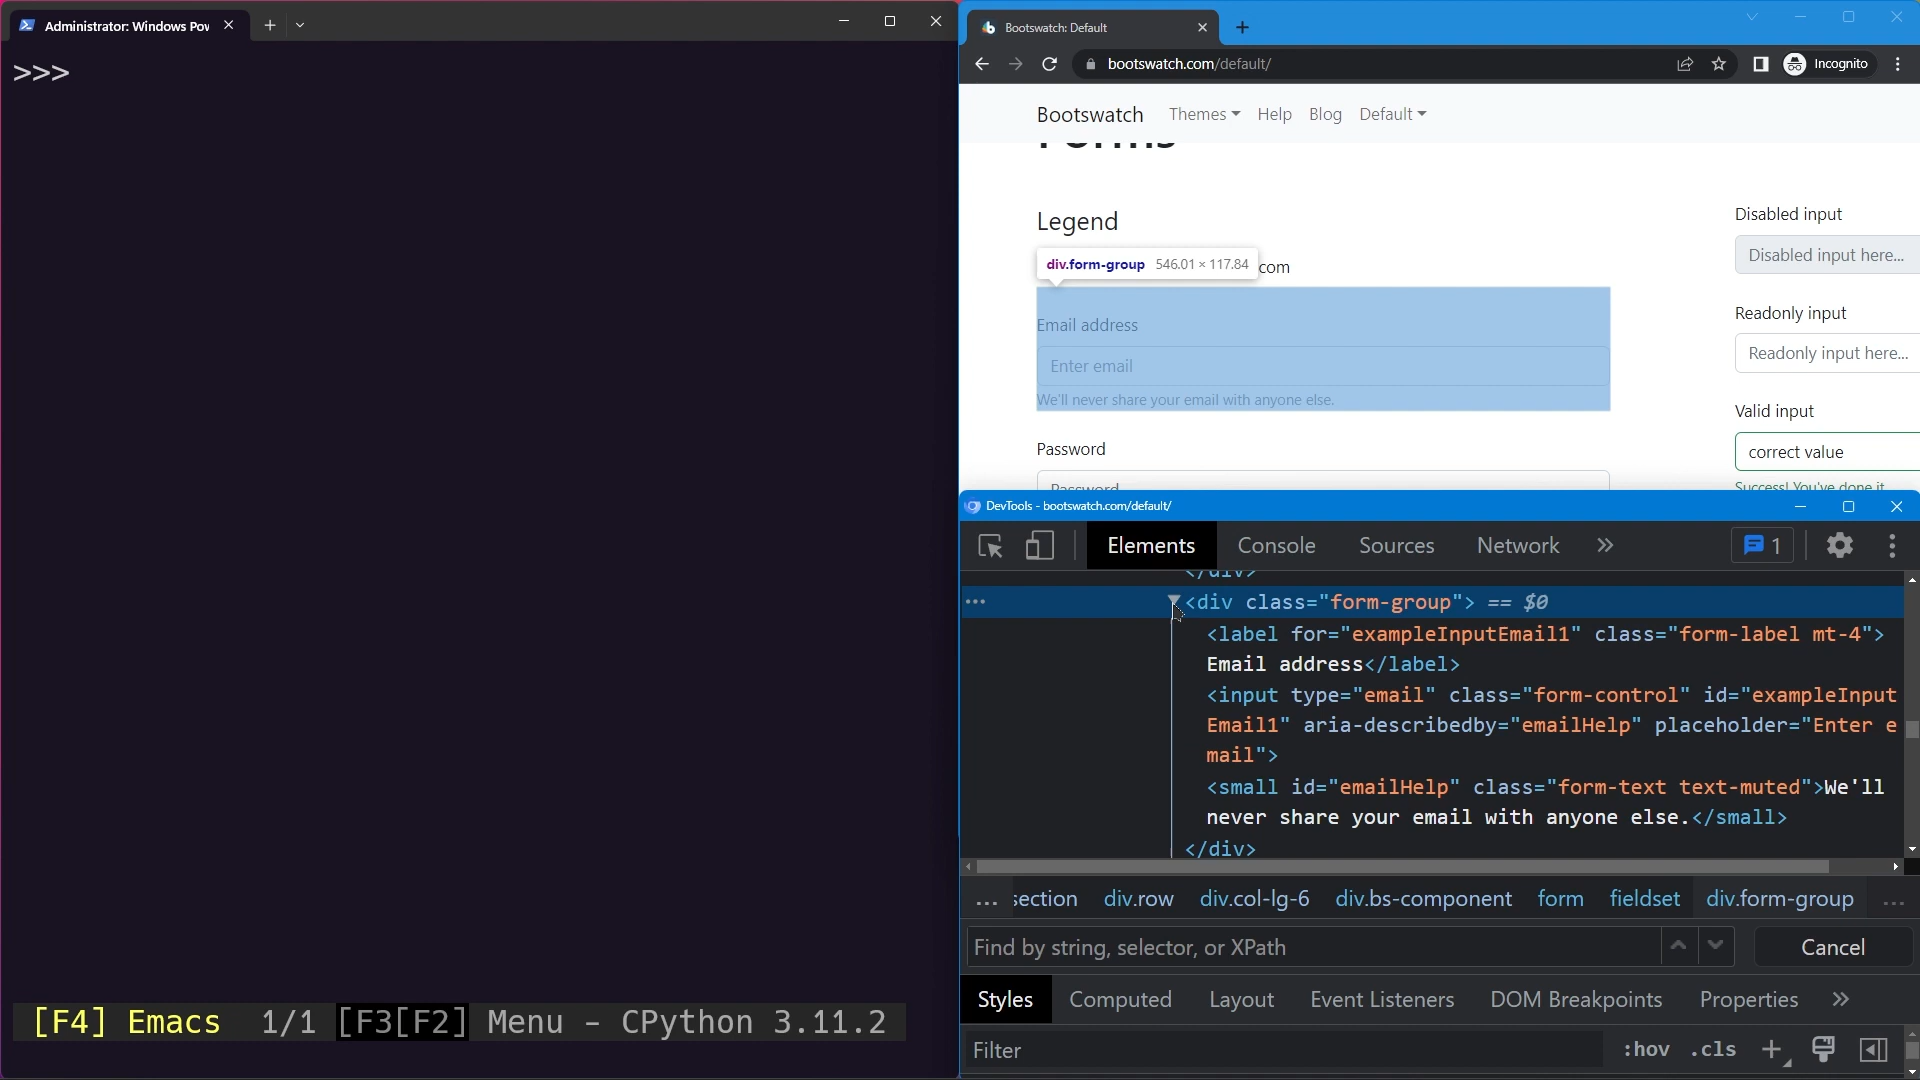 Administrator: Windows Pov
>>>
[F4] Emacs 1/1 [F3[F2] Menu - CPython 3.11.2
Bootswatch: Default
bootswatch.com/default/
Incognito
Bootswatch Themes Help Blog Default
Forms
Legend
div.form-group 546.01 × 117.84
com
Email address
Enter email
We'll never share your email with anyone else.
Password
Password
Disabled input
Disabled input here...
Readonly input
Readonly input here...
Valid input
correct value
Success! You've done it
DevTools - bootswatch.com/default/
Elements Console Sources Network » 1
</div>
... <div class="form-group"> == $0
<label for="exampleInputEmail1" class="form-label mt-4">
Email address</label>
<input type="email" class="form-control" id="exampleInput
Email1" aria-describedby="emailHelp" placeholder="Enter e
mail">
<small id="emailHelp" class="form-text text-muted">We'll
never share your email with anyone else.</small>
</div>
... section div.row div.col-lg-6 div.bs-component form fieldset div.form-group ...
Find by string, selector, or XPath Cancel
Styles Computed Layout Event Listeners DOM Breakpoints Properties »
Filter :hov .cls +